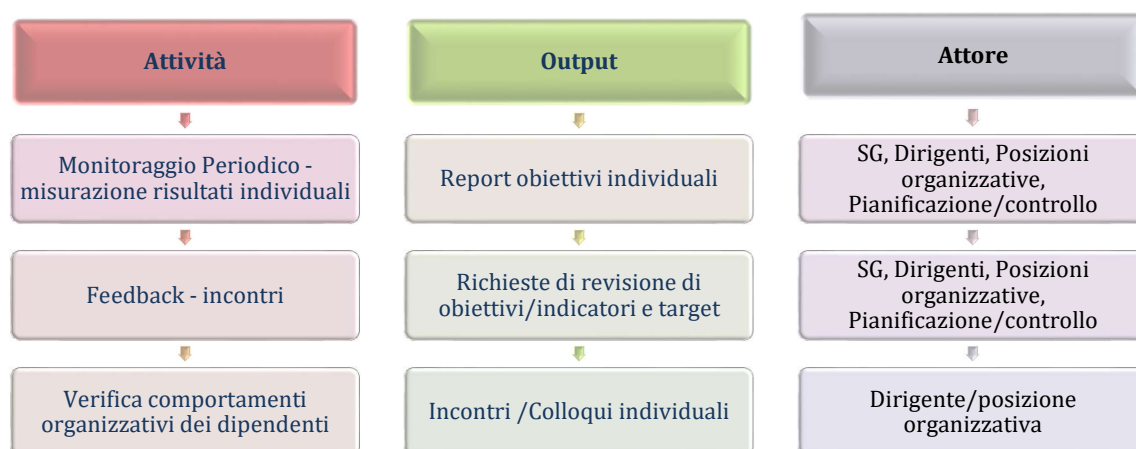 Attività
Output
Attore
Monitoraggio Periodico -
misurazione risultati individuali
Report obiettivi individuali
SG, Dirigenti, Posizioni
organizzative,
Pianificazione/controllo
Feedback - incontri
Richieste di revisione di
obiettivi/indicatori e target
SG, Dirigenti, Posizioni
organizzative,
Pianificazione/controllo
Verifica comportamenti
organizzativi dei dipendenti
Incontri /Colloqui individuali
Dirigente/posizione
organizzativa